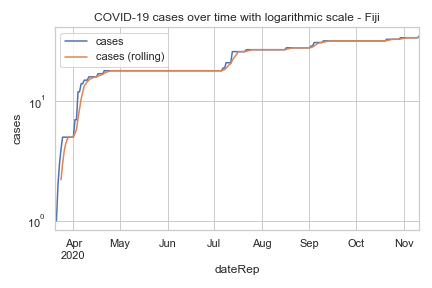 COVID-19 cases over time with logarithmic scale - Fiji
cases
cases (rolling)
10¹
10⁰
cases
Apr
2020
May
Jun
Jul
Aug
Sep
Oct
Nov
dateRep